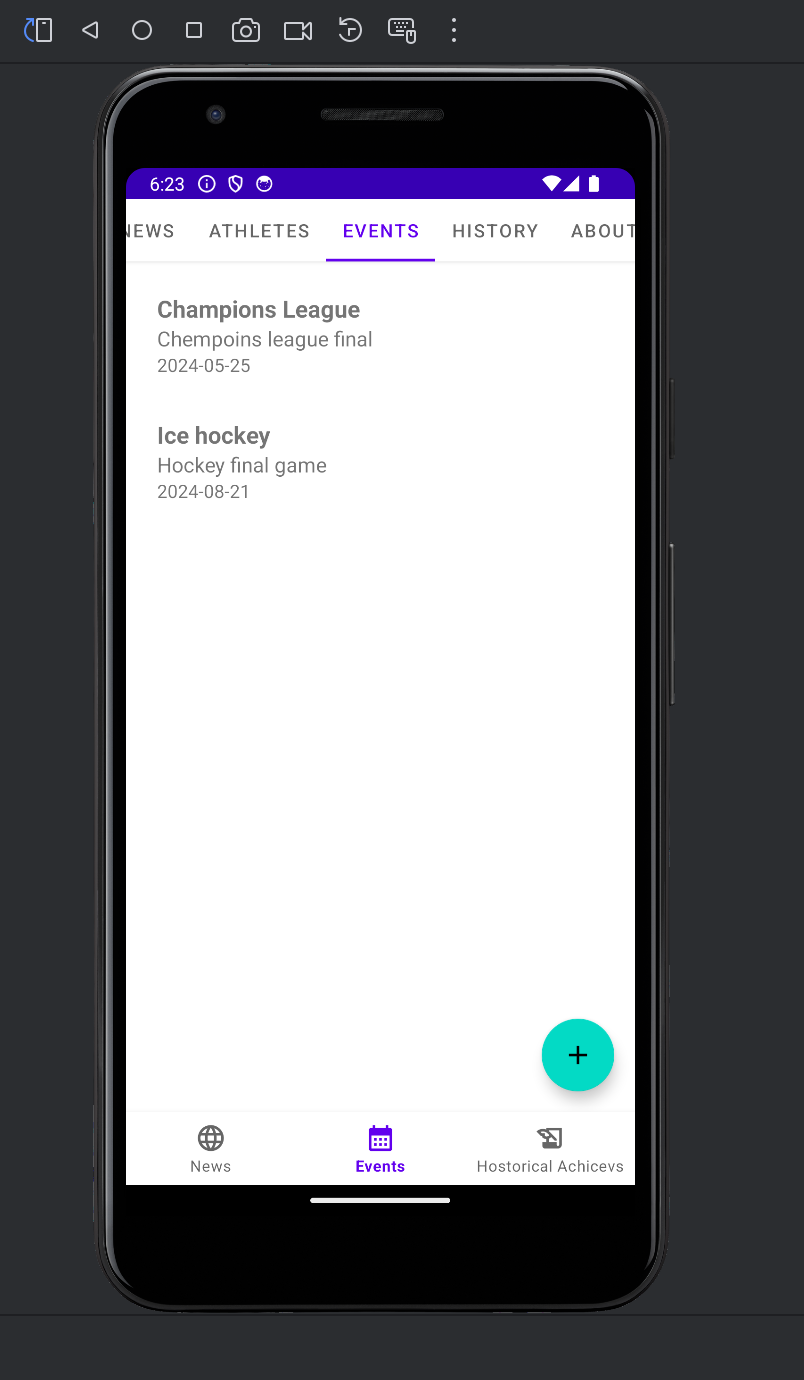 6:23
NEWS ATHLETES EVENTS HISTORY ABOUT
Champions League
Chempoins league final
2024-05-25
Ice hockey
Hockey final game
2024-08-21
News Events Hostorical Achicevs